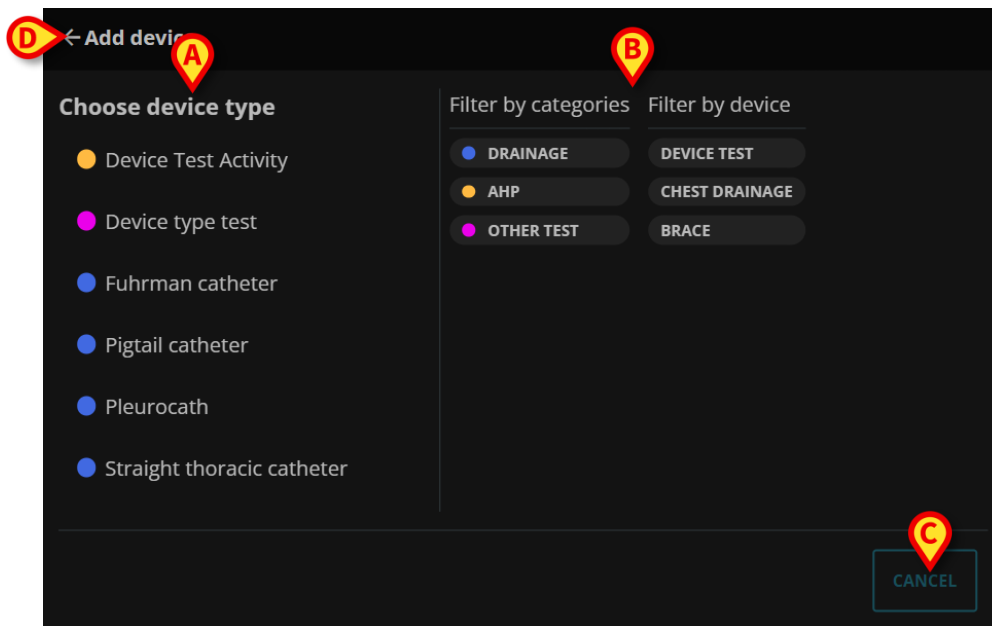 D
← Add devic
A
B
Choose device type
Filter by categories
Filter by device
Device Test Activity
Device type test
Fuhrman catheter
Pigtail catheter
Pleurocath
Straight thoracic catheter
DRAINAGE
AHP
OTHER TEST
DEVICE TEST
CHEST DRAINAGE
BRACE
C
CANCEL